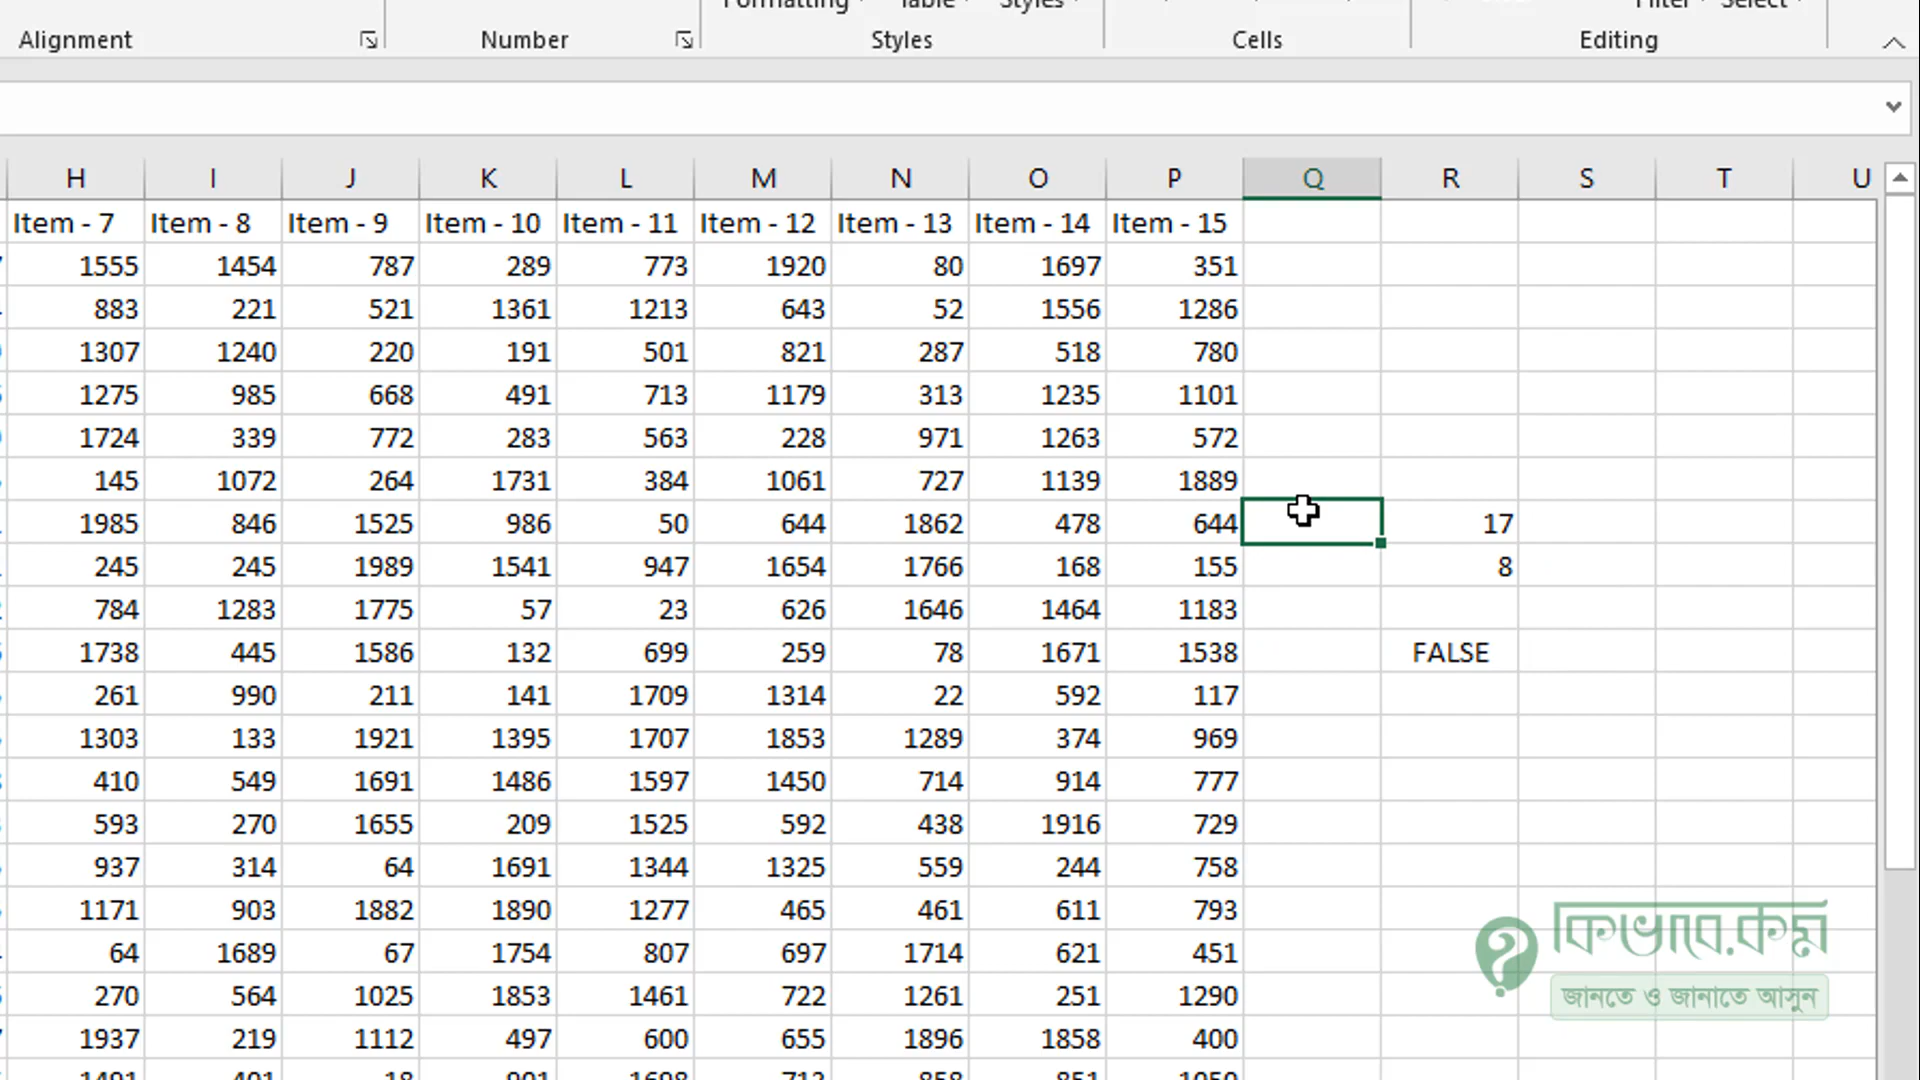 Formatting Table Styles Filter Select
Alignment Number Styles Cells Editing
H I J K L M N O P Q R S T U
Item - 7 Item - 8 Item - 9 Item - 10 Item - 11 Item - 12 Item - 13 Item - 14 Item - 15
1555 1454 787 289 773 1920 80 1697 351
883 221 521 1361 1213 643 52 1556 1286
1307 1240 220 191 501 821 287 518 780
1275 985 668 491 713 1179 313 1235 1101
1724 339 772 283 563 228 971 1263 572
145 1072 264 1731 384 1061 727 1139 1889
1985 846 1525 986 50 644 1862 478 644 17
245 245 1989 1541 947 1654 1766 168 155 8
784 1283 1775 57 23 626 1646 1464 1183
1738 445 1586 132 699 259 78 1671 1538 FALSE
261 990 211 141 1709 1314 22 592 117
1303 133 1921 1395 1707 1853 1289 374 969
410 549 1691 1486 1597 1450 714 914 777
593 270 1655 209 1525 592 438 1916 729
937 314 64 1691 1344 1325 559 244 758
1171 903 1882 1890 1277 465 461 611 793
64 1689 67 1754 807 697 1714 621 451
270 564 1025 1853 1461 722 1261 251 1290
1937 219 1112 497 600 655 1896 1858 400
কিভাবে.কম
জানতে ও জানাতে আসুন